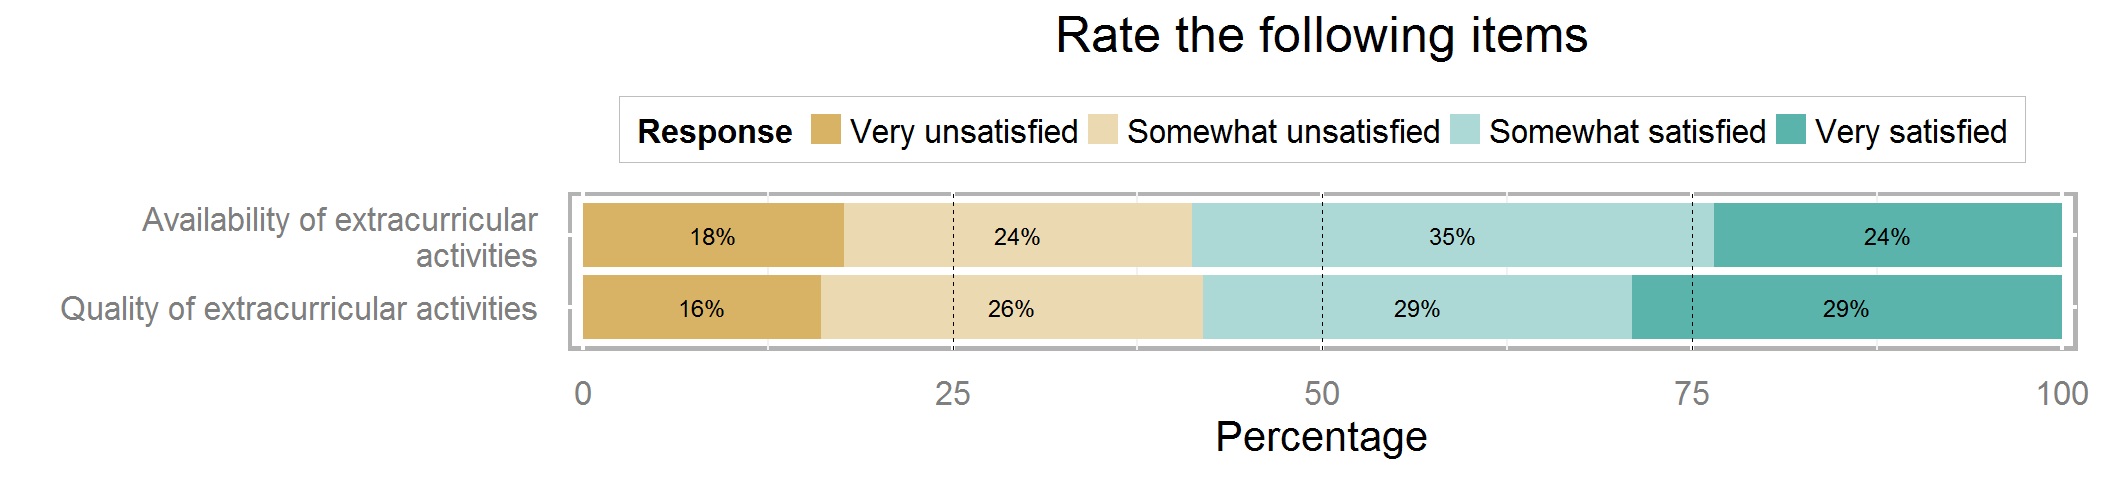 Rate the following items
Response Very unsatisfied Somewhat unsatisfied Somewhat satisfied Very satisfied
Availability of extracurricular
activities
18% 24% 35% 24%
Quality of extracurricular activities
16% 26% 29% 29%
0 25 50 75 100
Percentage